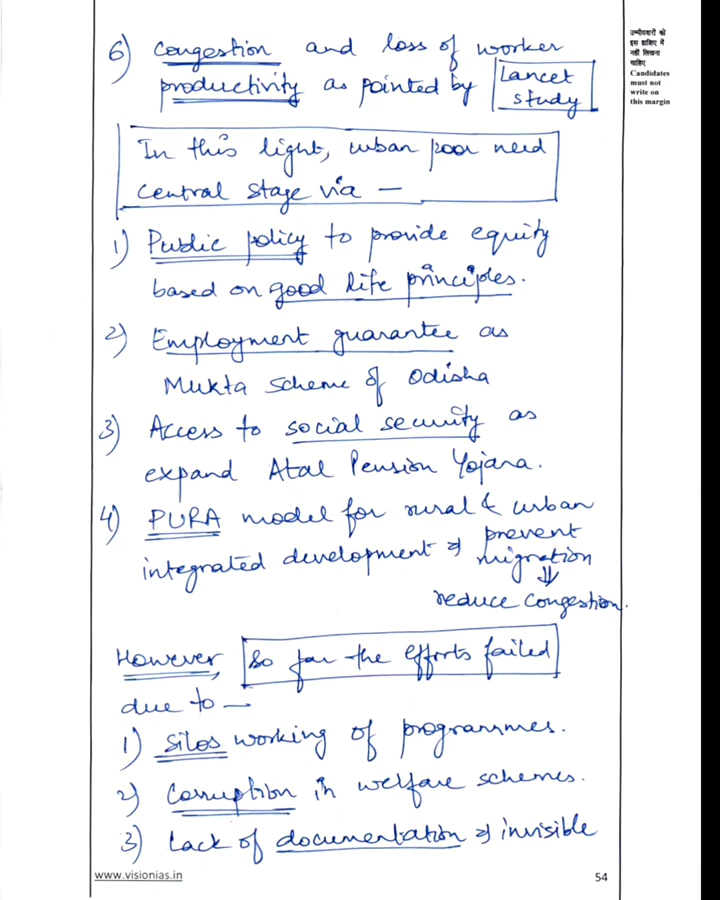 उम्मीदवारों को
इस हाशिए में
नहीं लिखना
चाहिए
Candidates
must not
write on
this margin
6) Congestion and loss of worker
productivity as pointed by Lancet
study
In this light, urban poor need
central stage via —
1) Public policy to provide equity
based on good life principles.
2) Employment guarantee as
Mukta Scheme of Odisha
3) Access to social security as
expand Atal Pension Yojana.
4) PURA model for rural & urban
integrated development & prevent
migration
⇓
reduce congestion.
However, So far the efforts failed
due to —
1) Silos working of programmes.
2) Corruption in welfare schemes.
3) Lack of documentation & invisible
www.visionias.in
54